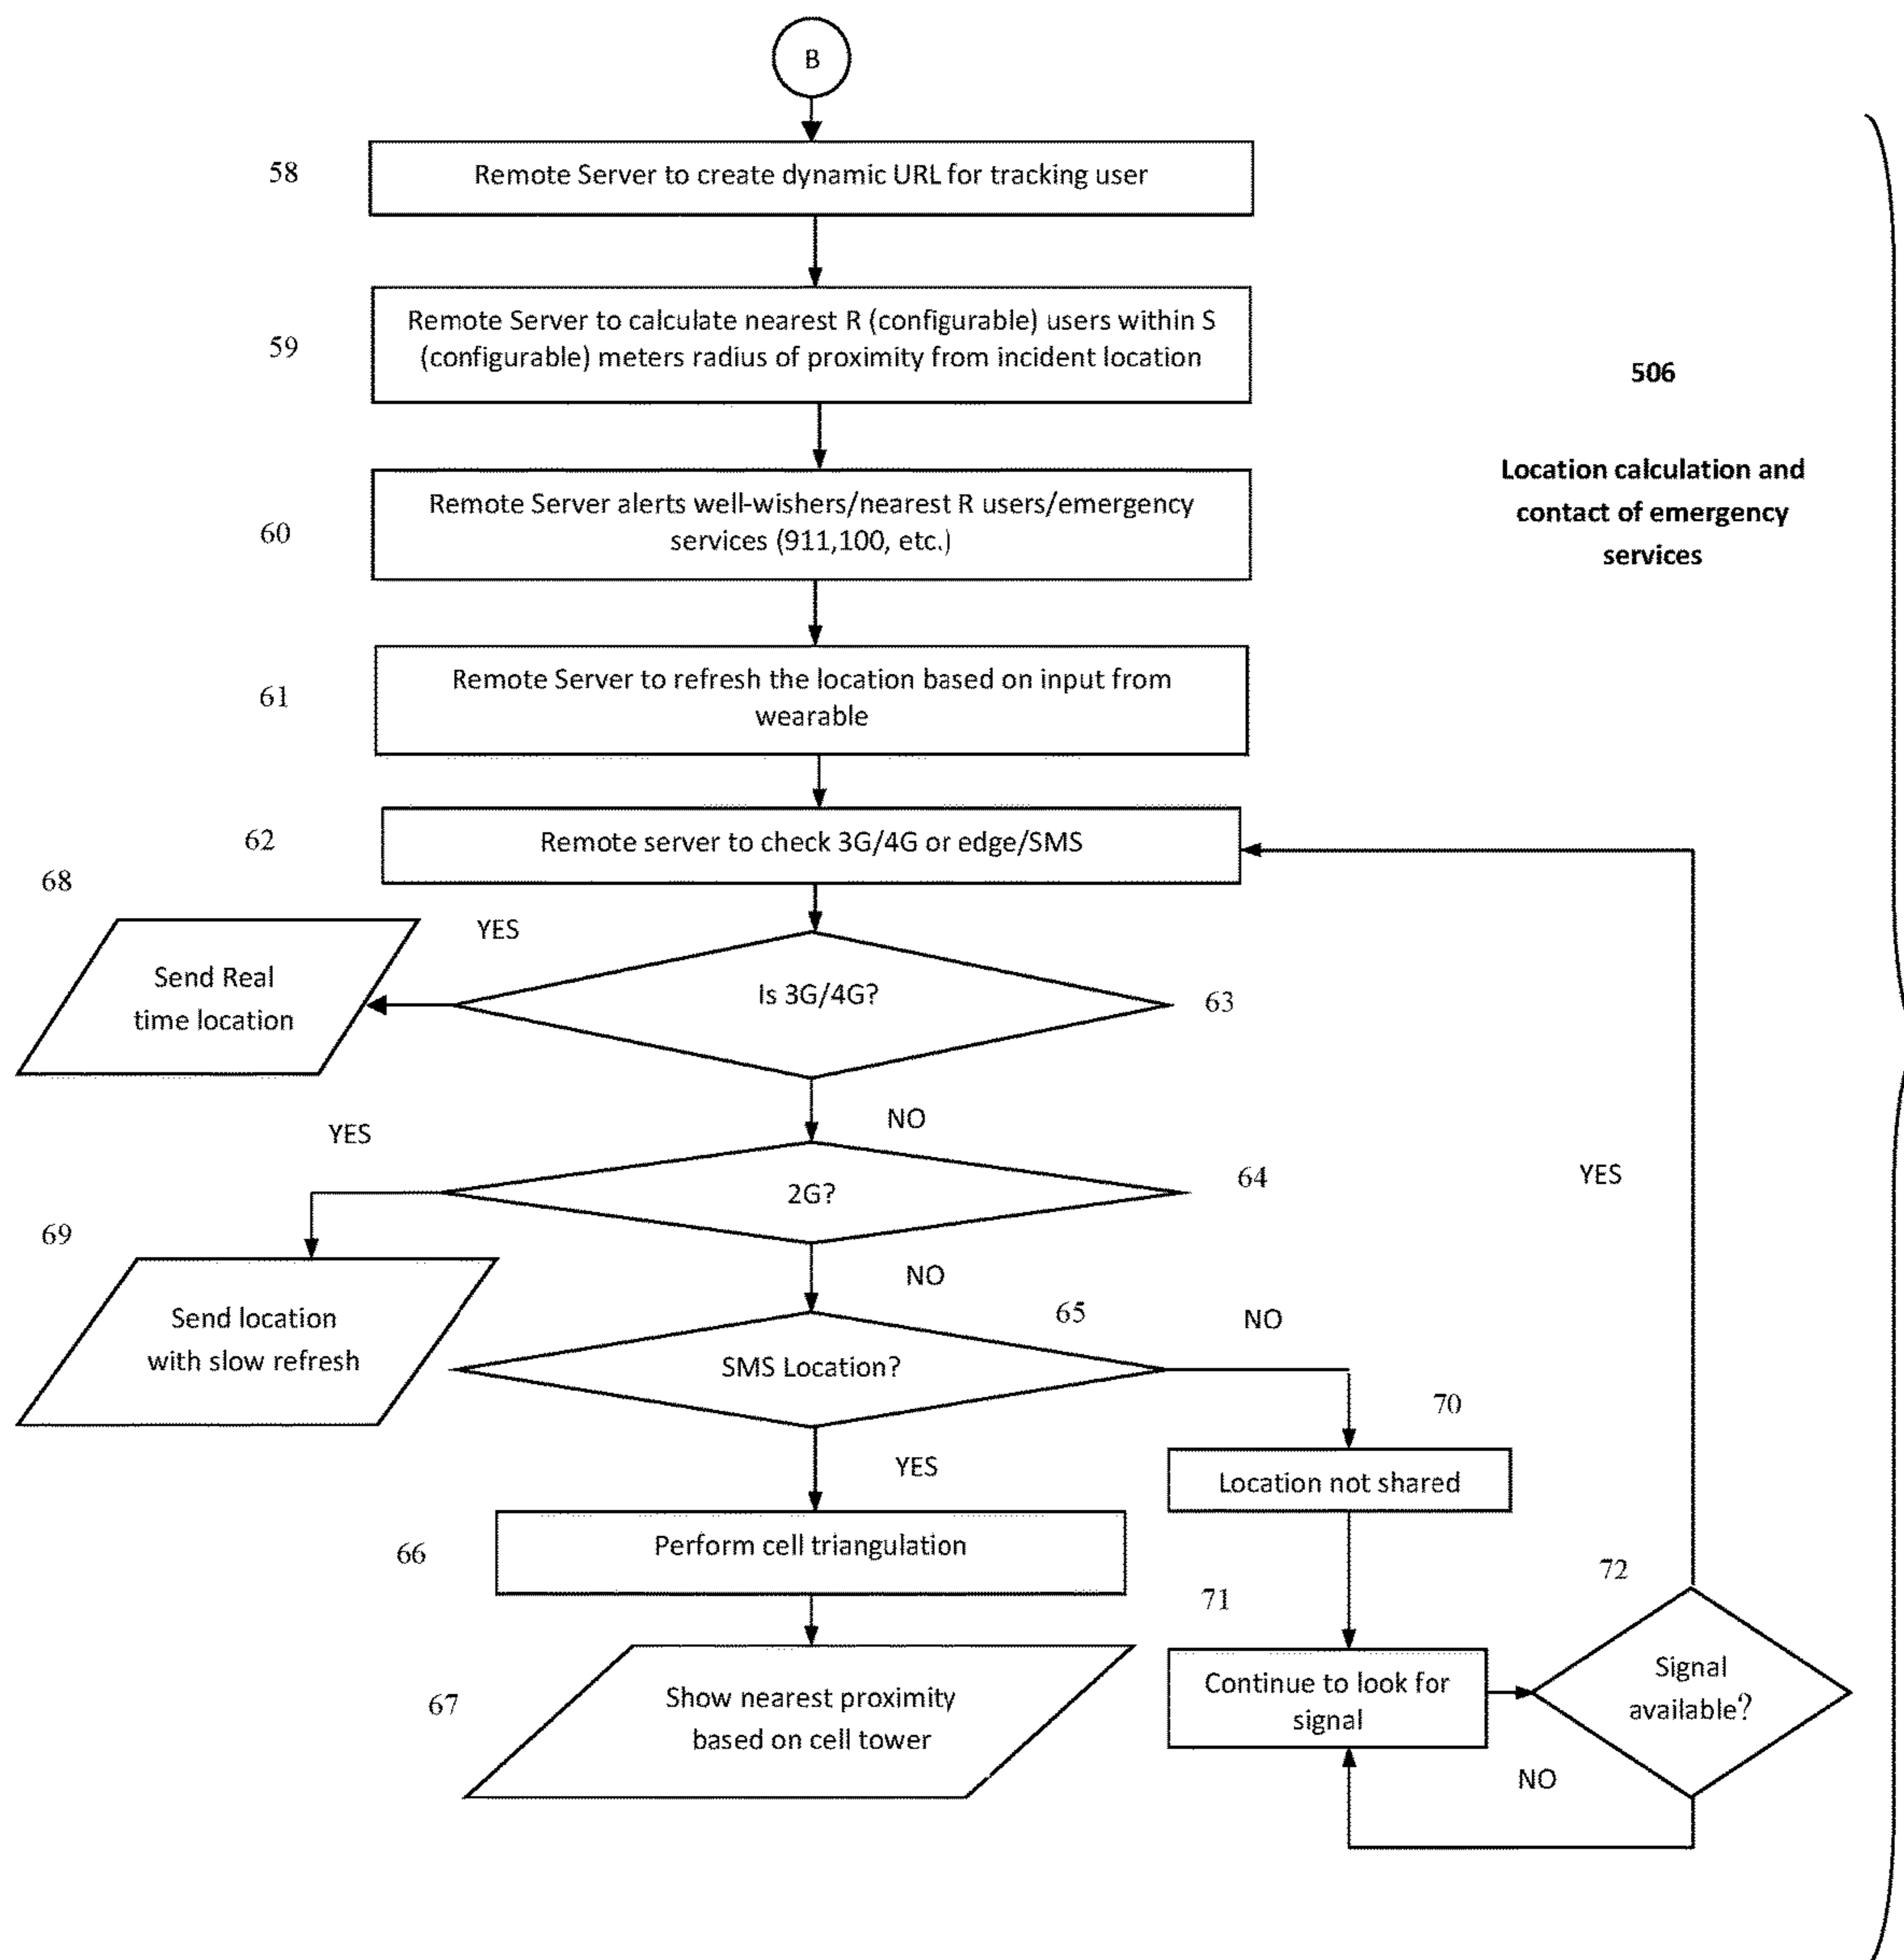 B
58
Remote Server to create dynamic URL for tracking user
59
Remote Server to calculate nearest R (configurable) users within S
(configurable) meters radius of proximity from incident location
506
Location calculation and
contact of emergency
services
60
Remote Server alerts well-wishers/nearest R users/emergency
services (911,100, etc.)
61
Remote Server to refresh the location based on input from
wearable
62
Remote server to check 3G/4G or edge/SMS
68
YES
Send Real
time location
Is 3G/4G?
63
NO
YES
2G?
64
YES
69
NO
Send location
with slow refresh
65
NO
SMS Location?
70
YES
Location not shared
66
Perform cell triangulation
72
71
67
Show nearest proximity
based on cell tower
Continue to look for
signal
Signal
available?
NO